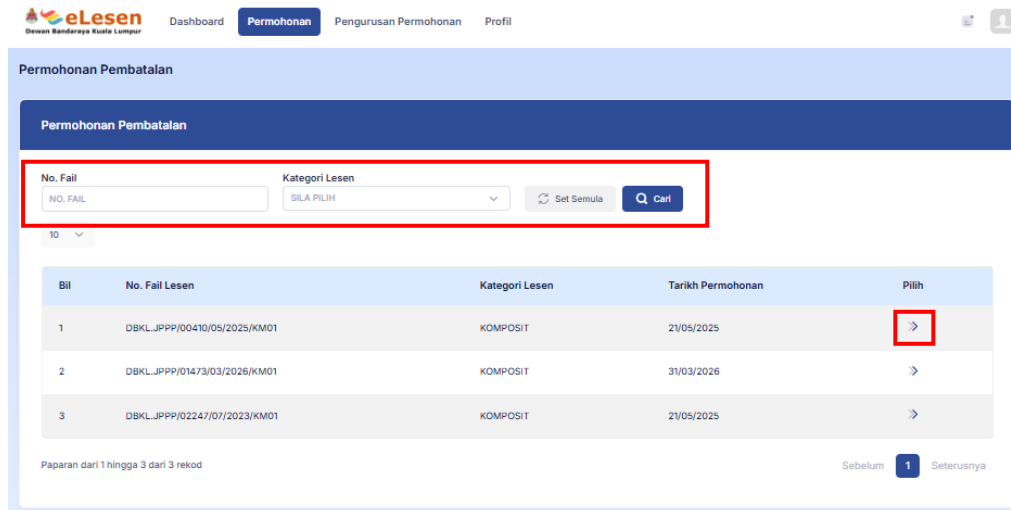 eLesen
Dewan Bandaraya Kuala Lumpur
Dashboard Permohonan Pengurusan Permohonan Profil
Permohonan Pembatalan
Permohonan Pembatalan
No. Fail Kategori Lesen
NO. FAIL SILA PILIH Set Semula Cari
10
Bil No. Fail Lesen Kategori Lesen Tarikh Permohonan Pilih
1 DBKL.JPPP/00410/05/2025/KM01 KOMPOSIT 21/05/2025
2 DBKL.JPPP/01473/03/2026/KM01 KOMPOSIT 31/03/2026
3 DBKL.JPPP/02247/07/2023/KM01 KOMPOSIT 21/05/2025
Paparan dari 1 hingga 3 dari 3 rekod Sebelum 1 Seterusnya